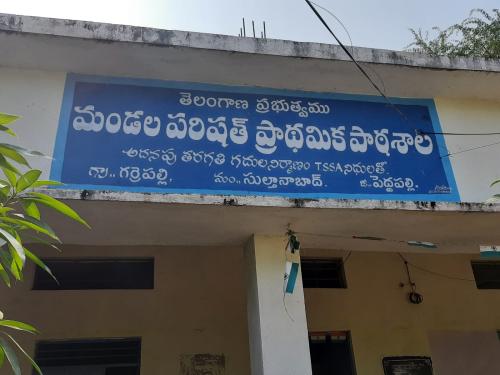 తెలంగాణ ప్రభుత్వము
మండల పరిషత్ ప్రాథమిక పాఠశాల
అదనపు తరగతి గదుల నిర్మాణం TSSA నిధులతో
గ్రా.. గర్రెపల్లి, మం.. సుల్తానాబాద్. జి. పెద్దపల్లి.